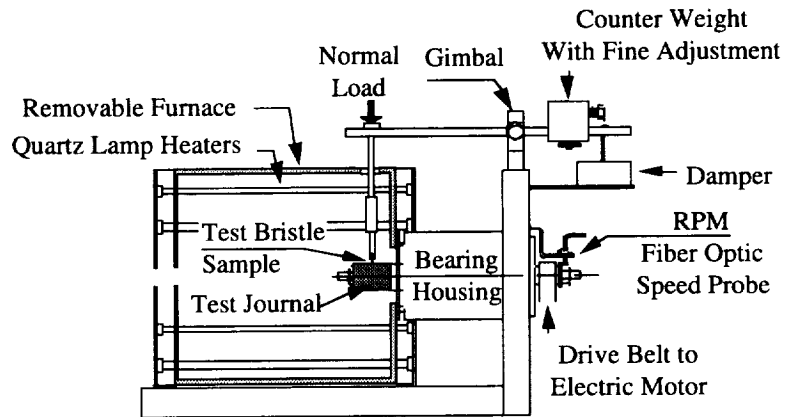 Counter Weight
With Fine Adjustment
Normal
Load
Gimbal
Removable Furnace
Quartz Lamp Heaters
Damper
Test Bristle
Sample
Test Journal
Bearing
Housing
RPM
Fiber Optic
Speed Probe
Drive Belt to
Electric Motor